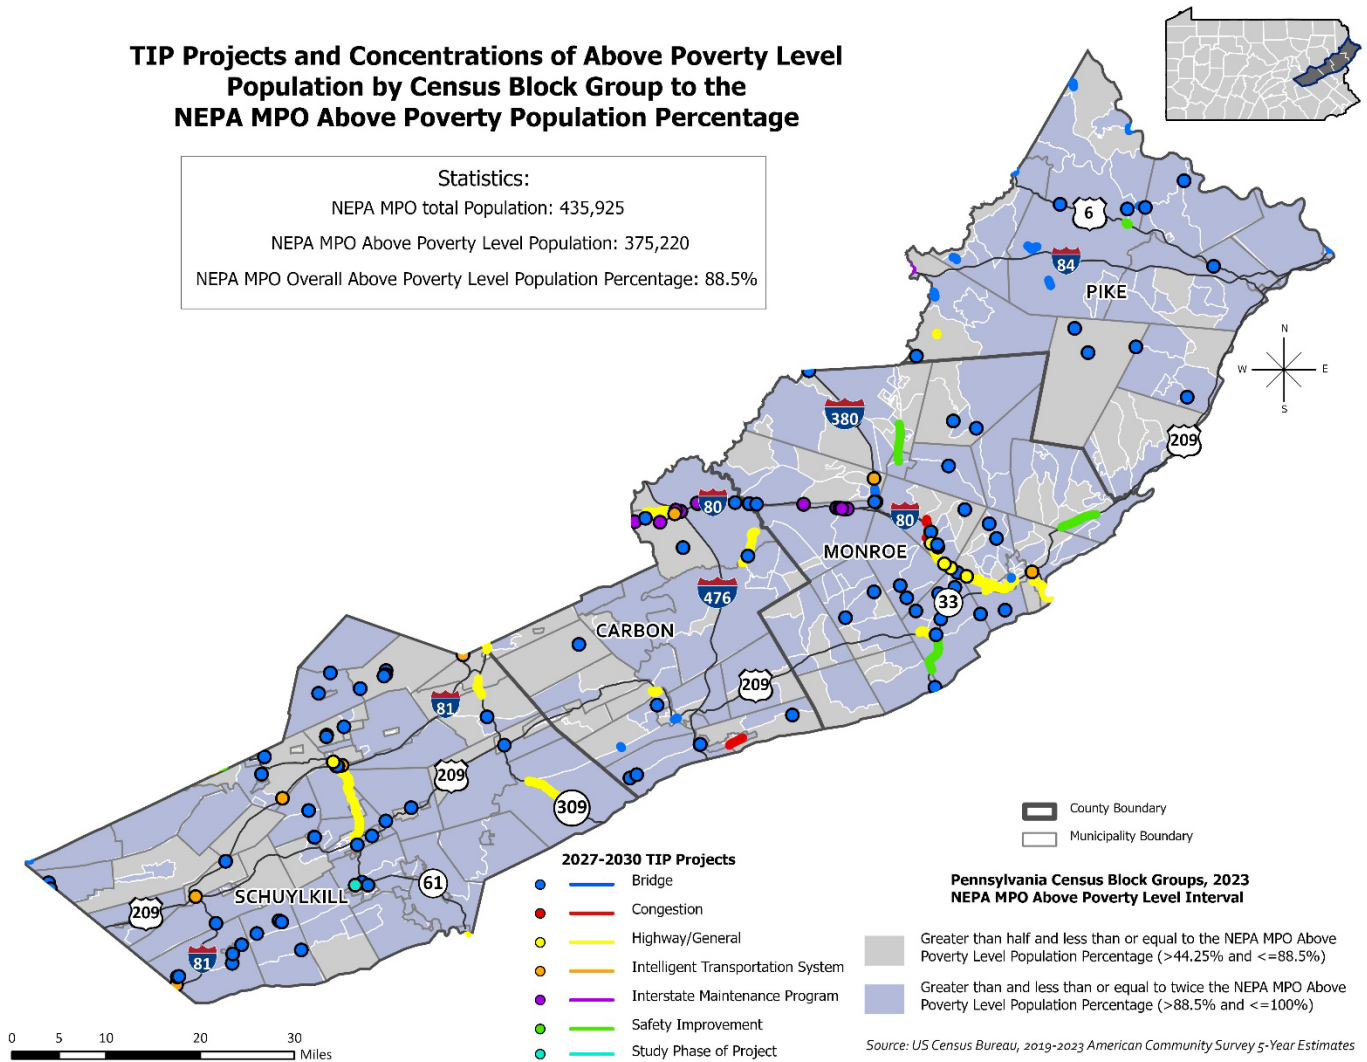 TIP Projects and Concentrations of Above Poverty Level
Population by Census Block Group to the
NEPA MPO Above Poverty Population Percentage
Statistics:
NEPA MPO total Population: 435,925
NEPA MPO Above Poverty Level Population: 375,220
NEPA MPO Overall Above Poverty Level Population Percentage: 88.5%
6
84
PIKE
N
W E
S
380
209
80
80
MONROE
476
33
CARBON
209
81
209
309
SCHUYLKILL
61
209
81
County Boundary
Municipality Boundary
2027-2030 TIP Projects
Bridge
Congestion
Highway/General
Intelligent Transportation System
Interstate Maintenance Program
Safety Improvement
Study Phase of Project
Pennsylvania Census Block Groups, 2023
NEPA MPO Above Poverty Level Interval
Greater than half and less than or equal to the NEPA MPO Above
Poverty Level Population Percentage (>44.25% and <=88.5%)
Greater than and less than or equal to twice the NEPA MPO Above
Poverty Level Population Percentage (>88.5% and <=100%)
0 5 10 20 30
Miles
Source: US Census Bureau, 2019-2023 American Community Survey 5-Year Estimates